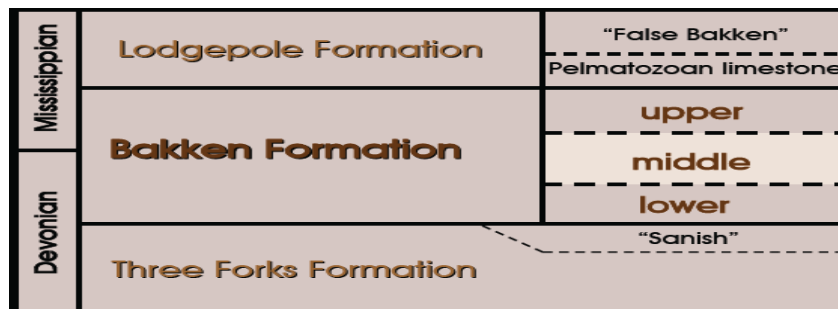 Mississippian
Devonian
Lodgepole Formation
Bakken Formation
Three Forks Formation
“False Bakken”
Pelmatozoan limestone
upper
middle
lower
“Sanish”